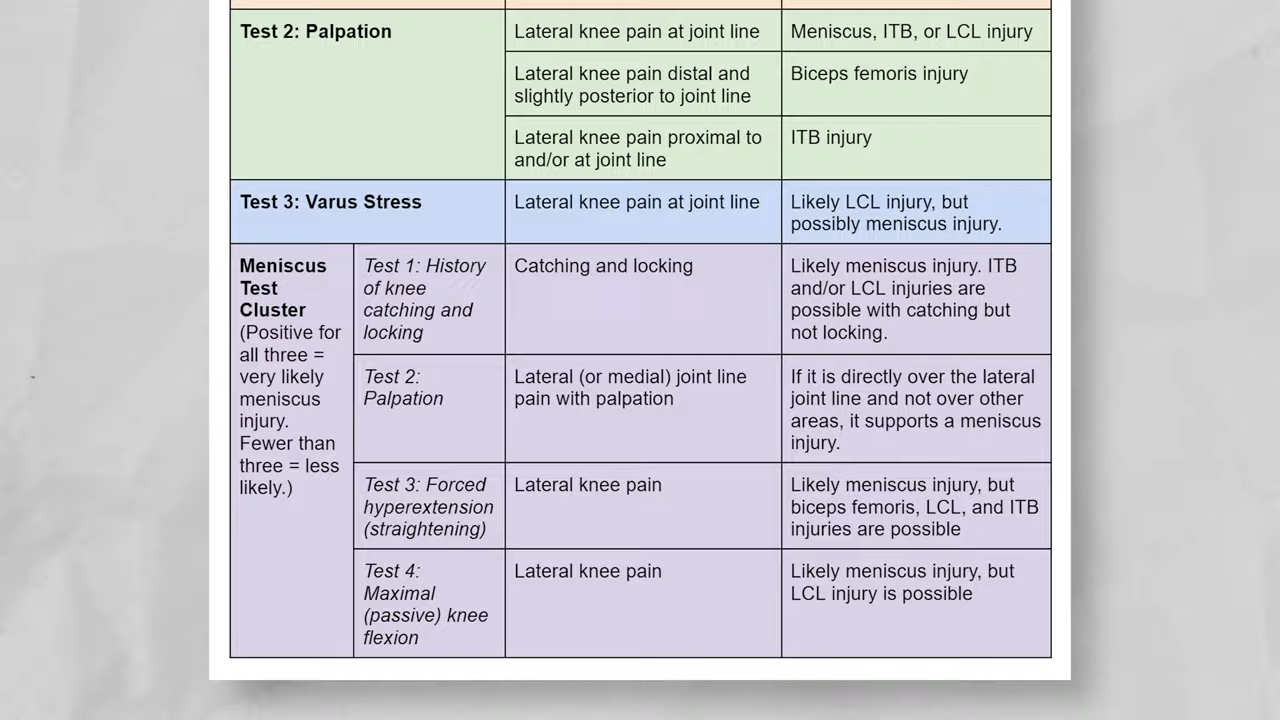 Test 2: Palpation
Lateral knee pain at joint line
Meniscus, ITB, or LCL injury
Lateral knee pain distal and
slightly posterior to joint line
Biceps femoris injury
Lateral knee pain proximal to
and/or at joint line
ITB injury
Test 3: Varus Stress
Lateral knee pain at joint line
Likely LCL injury, but
possibly meniscus injury.
Meniscus
Test
Cluster
(Positive for
all three =
very likely
meniscus
injury.
Fewer than
three = less
likely.)
Test 1: History
of knee
catching and
locking
Catching and locking
Likely meniscus injury. ITB
and/or LCL injuries are
possible with catching but
not locking.
Test 2:
Palpation
Lateral (or medial) joint line
pain with palpation
If it is directly over the lateral
joint line and not over other
areas, it supports a meniscus
injury.
Test 3: Forced
hyperextension
(straightening)
Lateral knee pain
Likely meniscus injury, but
biceps femoris, LCL, and ITB
injuries are possible
Test 4:
Maximal
(passive) knee
flexion
Lateral knee pain
Likely meniscus injury, but
LCL injury is possible